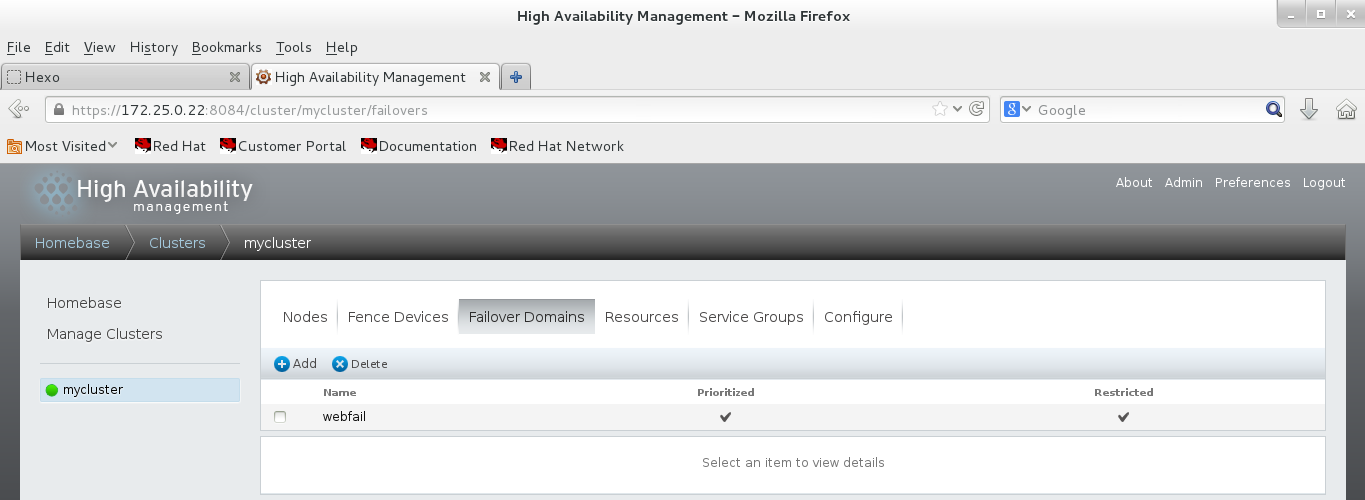 High Availability Management - Mozilla Firefox
File Edit View History Bookmarks Tools Help
Hexo High Availability Management
https://172.25.0.22:8084/cluster/mycluster/failovers Google
Most Visited Red Hat Customer Portal Documentation Red Hat Network
High Availability
management
About Admin Preferences Logout
Homebase Clusters mycluster
Homebase
Manage Clusters
mycluster
Nodes Fence Devices Failover Domains Resources Service Groups Configure
Add Delete
Name Prioritized Restricted
webfail
Select an item to view details